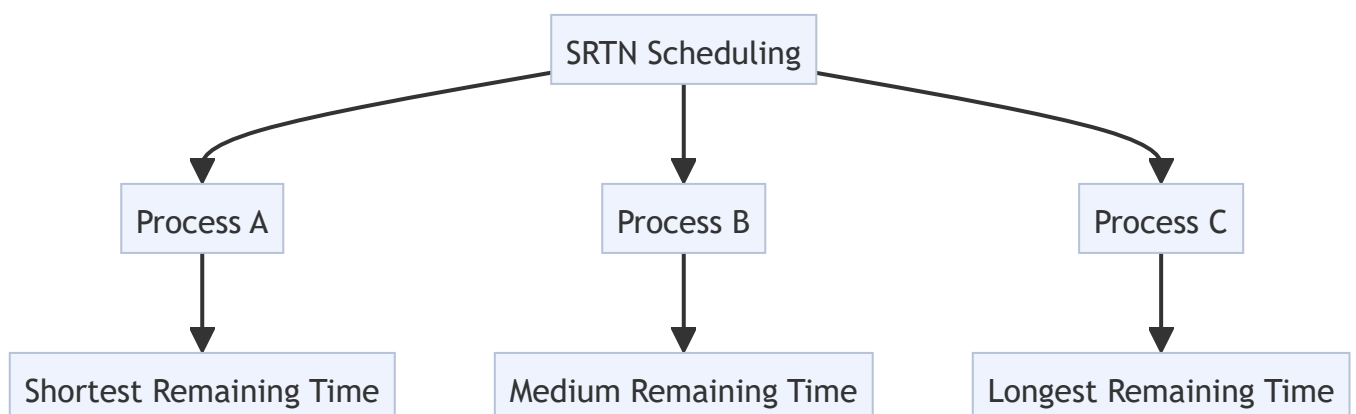 SRTN Scheduling
Process A
Process B
Process C
Shortest Remaining Time
Medium Remaining Time
Longest Remaining Time